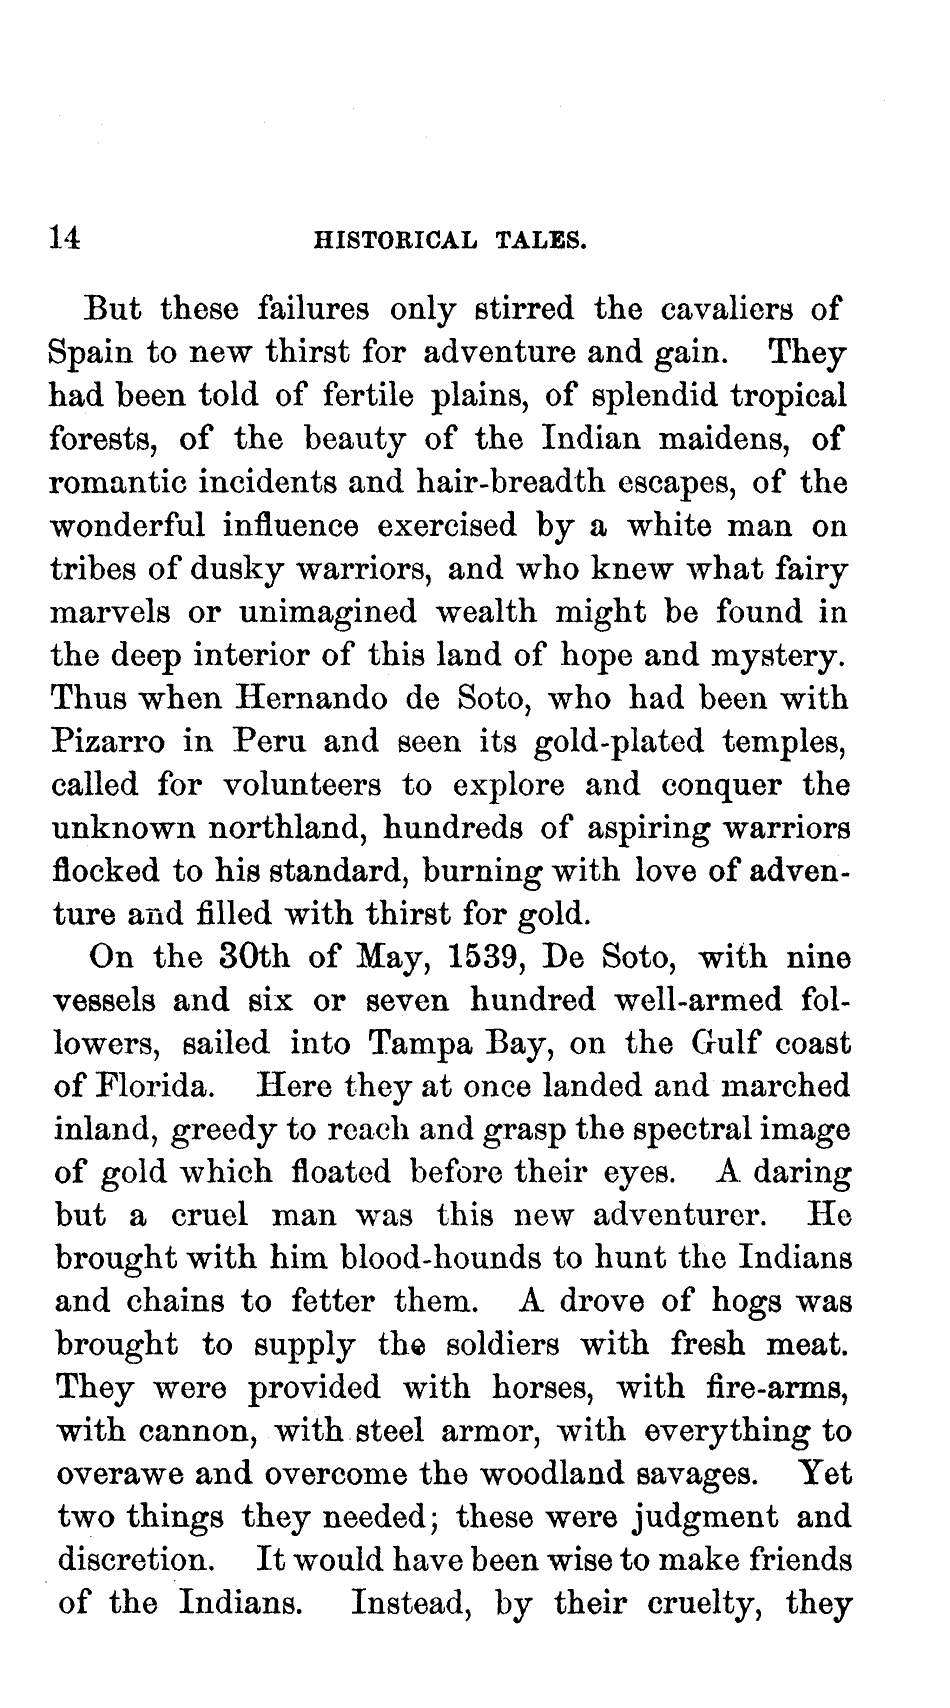 14 HISTORICAL TALES.
But these failures only stirred the cavaliers of
Spain to new thirst for adventure and gain. They
had been told of fertile plains, of splendid tropical
forests, of the beauty of the Indian maidens, of
romantic incidents and hair-breadth escapes, of the
wonderful influence exercised by a white man on
tribes of dusky warriors, and who knew what fairy
marvels or unimagined wealth might be found in
the deep interior of this land of hope and mystery.
Thus when Hernando de Soto, who had been with
Pizarro in Peru and seen its gold-plated temples,
called for volunteers to explore and conquer the
unknown northland, hundreds of aspiring warriors
flocked to his standard, burning with love of adven-
ture and filled with thirst for gold.
On the 30th of May, 1539, De Soto, with nine
vessels and six or seven hundred well-armed fol-
lowers, sailed into Tampa Bay, on the Gulf coast
of Florida. Here they at once landed and marched
inland, greedy to reach and grasp the spectral image
of gold which floated before their eyes. A daring
but a cruel man was this new adventurer. He
brought with him blood-hounds to hunt the Indians
and chains to fetter them. A drove of hogs was
brought to supply the soldiers with fresh meat.
They were provided with horses, with fire-arms,
with cannon, with steel armor, with everything to
overawe and overcome the woodland savages. Yet
two things they needed; these were judgment and
discretion. It would have been wise to make friends
of the Indians. Instead, by their cruelty, they